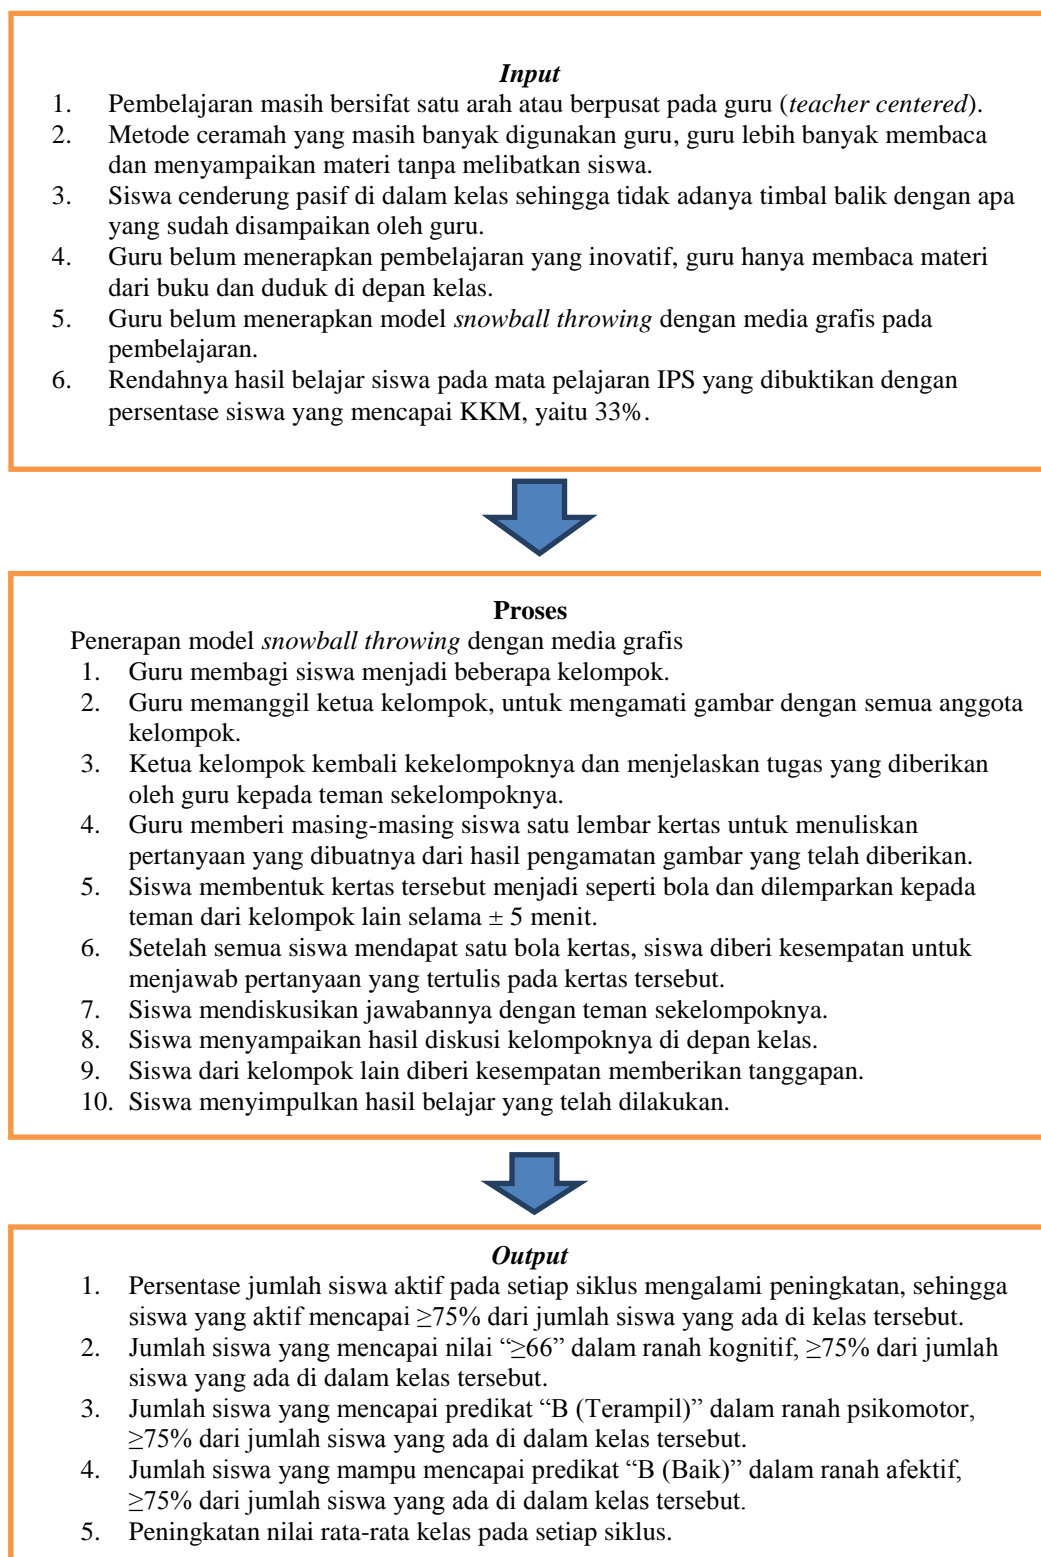 Input
1. Pembelajaran masih bersifat satu arah atau berpusat pada guru (teacher centered).
2. Metode ceramah yang masih banyak digunakan guru, guru lebih banyak membaca
dan menyampaikan materi tanpa melibatkan siswa.
3. Siswa cenderung pasif di dalam kelas sehingga tidak adanya timbal balik dengan apa
yang sudah disampaikan oleh guru.
4. Guru belum menerapkan pembelajaran yang inovatif, guru hanya membaca materi
dari buku dan duduk di depan kelas.
5. Guru belum menerapkan model snowball throwing dengan media grafis pada
pembelajaran.
6. Rendahnya hasil belajar siswa pada mata pelajaran IPS yang dibuktikan dengan
persentase siswa yang mencapai KKM, yaitu 33%.
Proses
Penerapan model snowball throwing dengan media grafis
1. Guru membagi siswa menjadi beberapa kelompok.
2. Guru memanggil ketua kelompok, untuk mengamati gambar dengan semua anggota
kelompok.
3. Ketua kelompok kembali kekelompoknya dan menjelaskan tugas yang diberikan
oleh guru kepada teman sekelompoknya.
4. Guru memberi masing-masing siswa satu lembar kertas untuk menuliskan
pertanyaan yang dibuatnya dari hasil pengamatan gambar yang telah diberikan.
5. Siswa membentuk kertas tersebut menjadi seperti bola dan dilemparkan kepada
teman dari kelompok lain selama ± 5 menit.
6. Setelah semua siswa mendapat satu bola kertas, siswa diberi kesempatan untuk
menjawab pertanyaan yang tertulis pada kertas tersebut.
7. Siswa mendiskusikan jawabannya dengan teman sekelompoknya.
8. Siswa menyampaikan hasil diskusi kelompoknya di depan kelas.
9. Siswa dari kelompok lain diberi kesempatan memberikan tanggapan.
10. Siswa menyimpulkan hasil belajar yang telah dilakukan.
Output
1. Persentase jumlah siswa aktif pada setiap siklus mengalami peningkatan, sehingga
siswa yang aktif mencapai ≥75% dari jumlah siswa yang ada di kelas tersebut.
2. Jumlah siswa yang mencapai nilai “≥66” dalam ranah kognitif, ≥75% dari jumlah
siswa yang ada di dalam kelas tersebut.
3. Jumlah siswa yang mencapai predikat “B (Terampil)” dalam ranah psikomotor,
≥75% dari jumlah siswa yang ada di dalam kelas tersebut.
4. Jumlah siswa yang mampu mencapai predikat “B (Baik)” dalam ranah afektif,
≥75% dari jumlah siswa yang ada di dalam kelas tersebut.
5. Peningkatan nilai rata-rata kelas pada setiap siklus.